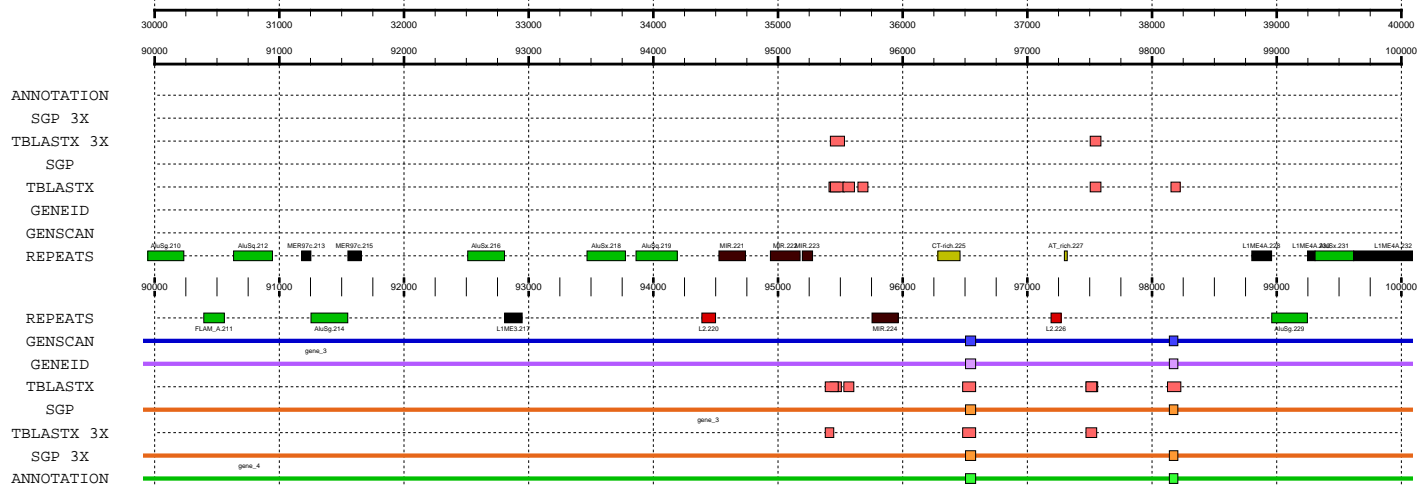 30000 31000 32000 33000 34000 35000 36000 37000 38000 39000 40000
90000 91000 92000 93000 94000 95000 96000 97000 98000 99000 100000
ANNOTATION
SGP 3X
TBLASTX 3X
SGP
TBLASTX
GENEID
GENSCAN
AluSg.210 AluSq.212 MER97c.213 MER97c.215 AluSx.216 AluSx.218 AluSq.219 MIR.221 MIR.222 MIR.223 CT-rich.225 AT_rich.227 L1ME4A.228 AluSx.231 L1ME4A.232
REPEATS
90000 91000 92000 93000 94000 95000 96000 97000 98000 99000 100000
REPEATS
FLAM_A.211 AluSg.214 L1ME3.217 L2.220 MIR.224 L2.226 AluSg.229
GENSCAN
gene_3
GENEID
TBLASTX
SGP
gene_3
TBLASTX 3X
SGP 3X
gene_4
ANNOTATION